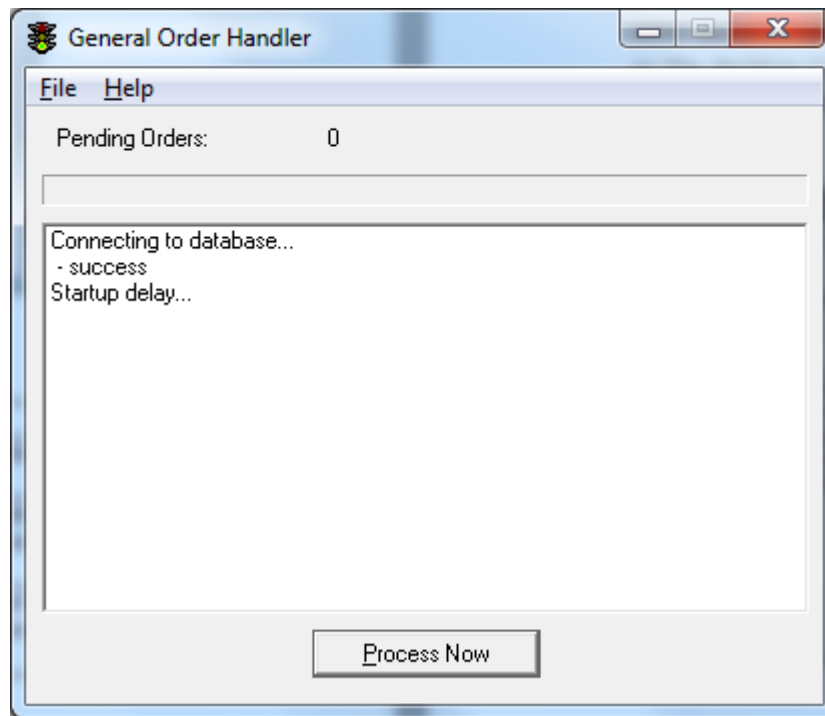 General Order Handler
File Help
Pending Orders: 0
Connecting to database...
- success
Startup delay...
Process Now